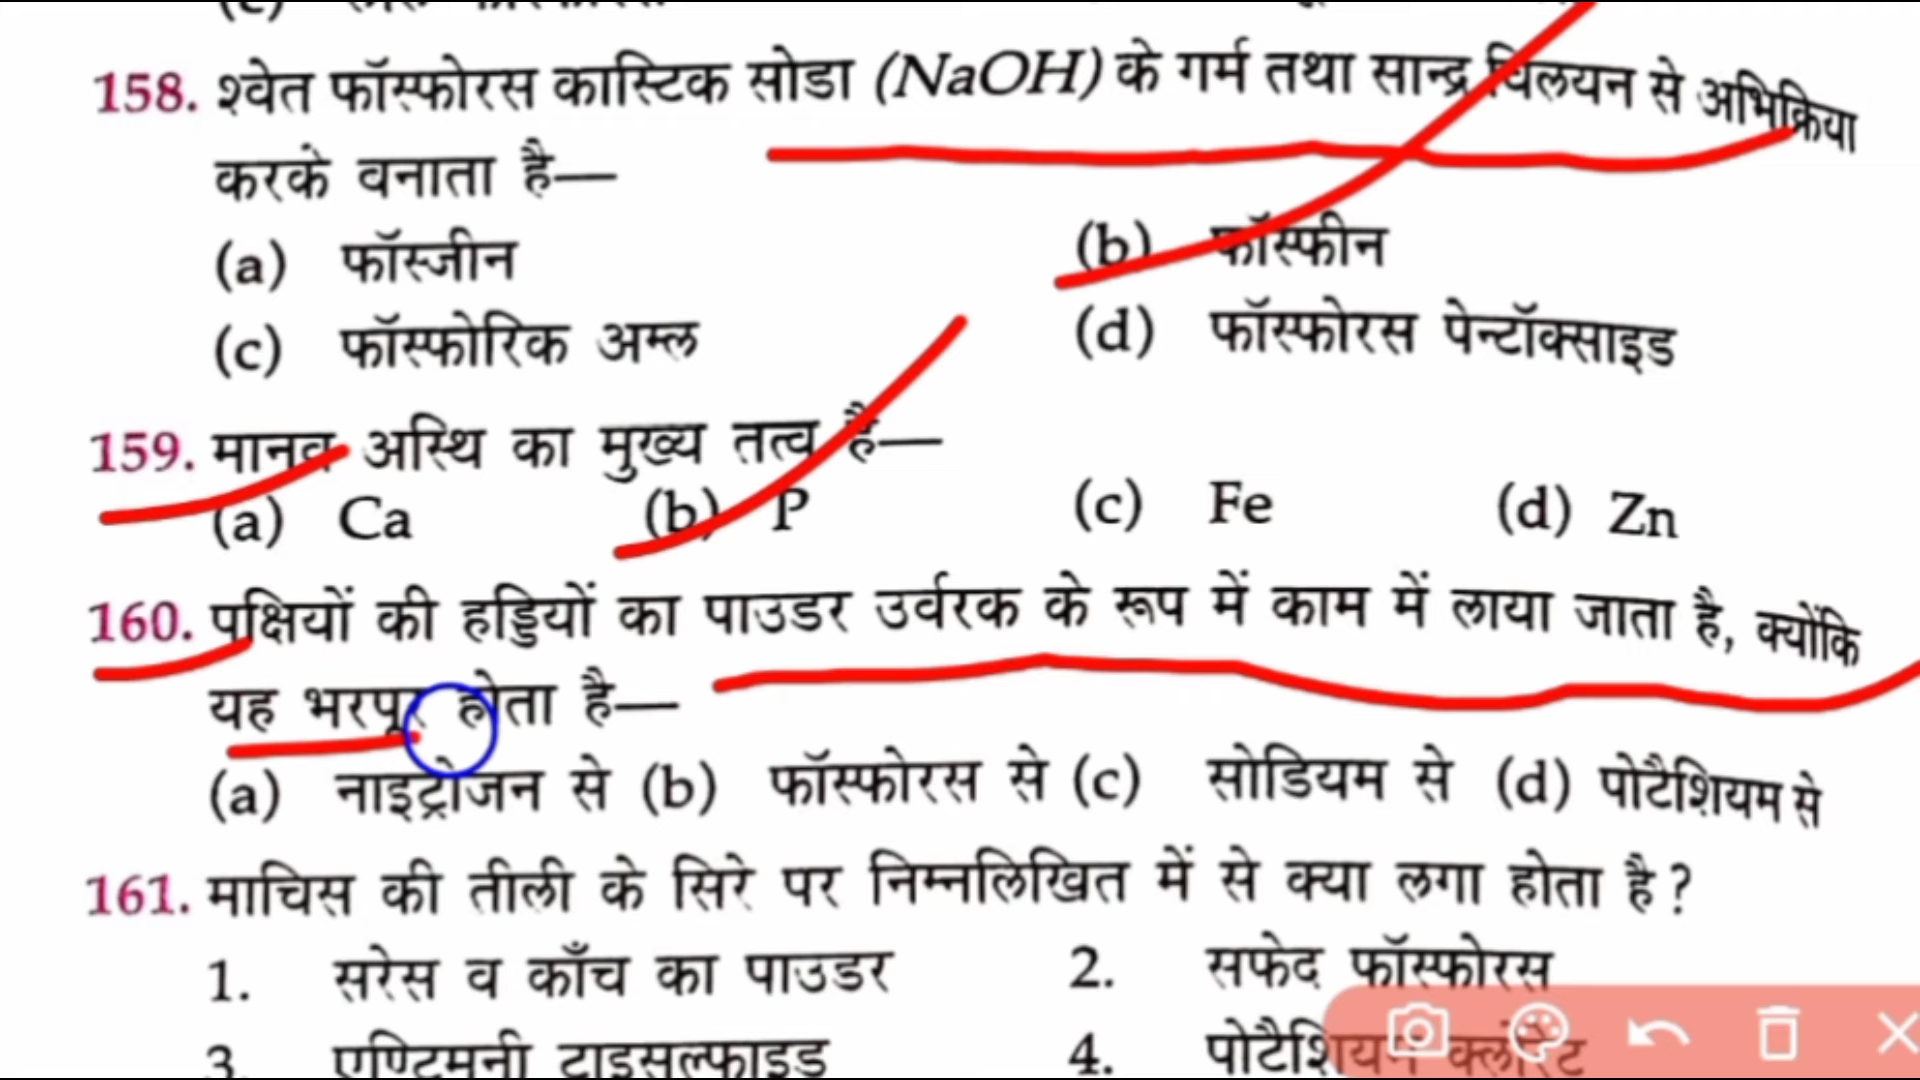 158. श्वेत फॉस्फोरस कास्टिक सोडा (NaOH) के गर्म तथा सान्द्र विलयन से अभिक्रिया
करके वनाता है—
(a) फॉस्जीन (b) फॉस्फीन
(c) फॉस्फोरिक अम्ल (d) फॉस्फोरस पेन्टॉक्साइड
159. मानव अस्थि का मुख्य तत्व है—
(a) Ca (b) P (c) Fe (d) Zn
160. पक्षियों की हड्डियों का पाउडर उर्वरक के रूप में काम में लाया जाता है, क्योंकि
यह भरपूर होता है—
(a) नाइट्रोजन से (b) फॉस्फोरस से (c) सोडियम से (d) पोटैशियम से
161. माचिस की तीली के सिरे पर निम्नलिखित में से क्या लगा होता है?
1. सरेस व काँच का पाउडर 2. सफेद फॉस्फोरस
3. एण्टिमनी ट्राइसल्फाइड 4. पोटैशियम क्लोरेट